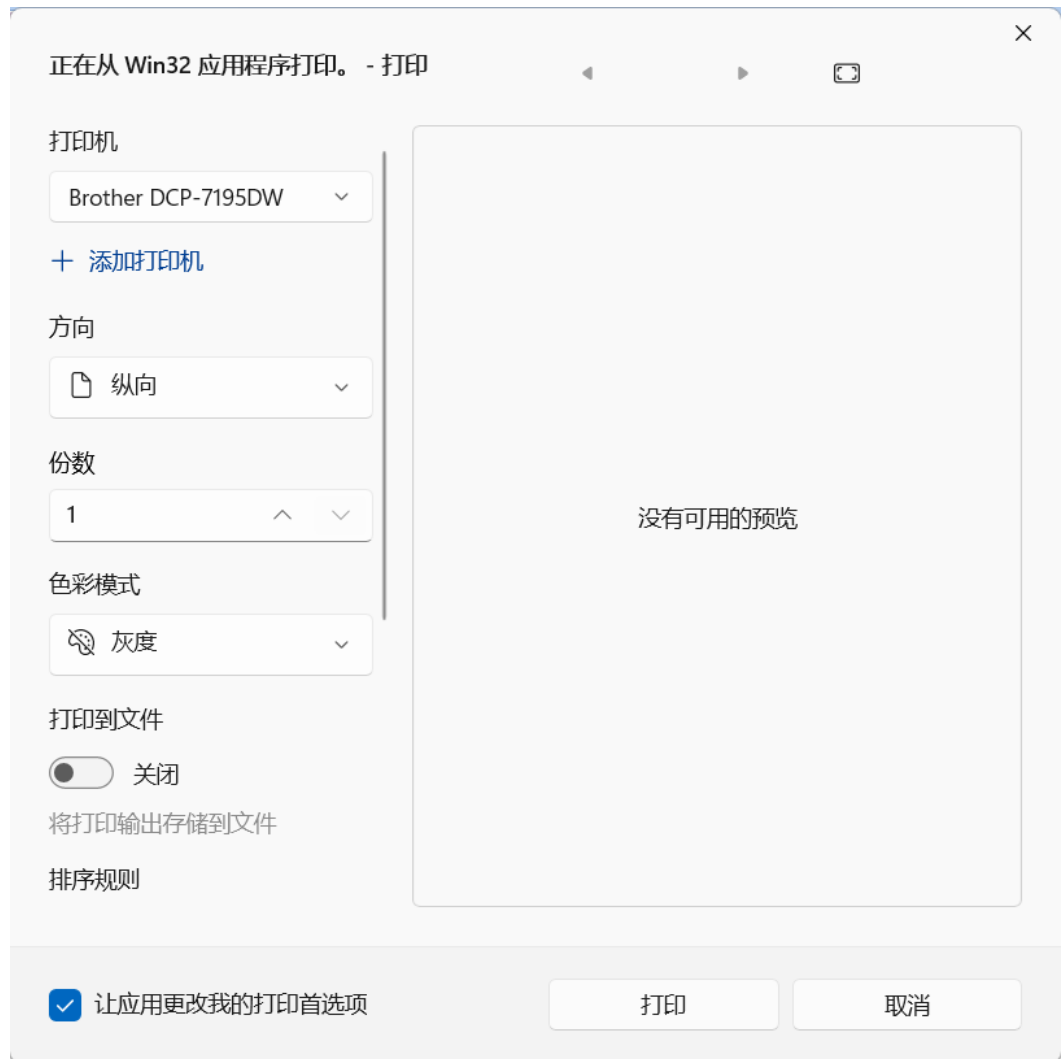 正在从 Win32 应用程序打印。 - 打印
打印机
Brother DCP-7195DW
添加打印机
方向
纵向
份数
1
色彩模式
灰度
打印到文件
关闭
将打印输出存储到文件
排序规则
没有可用的预览
让应用更改我的打印首选项
打印
取消